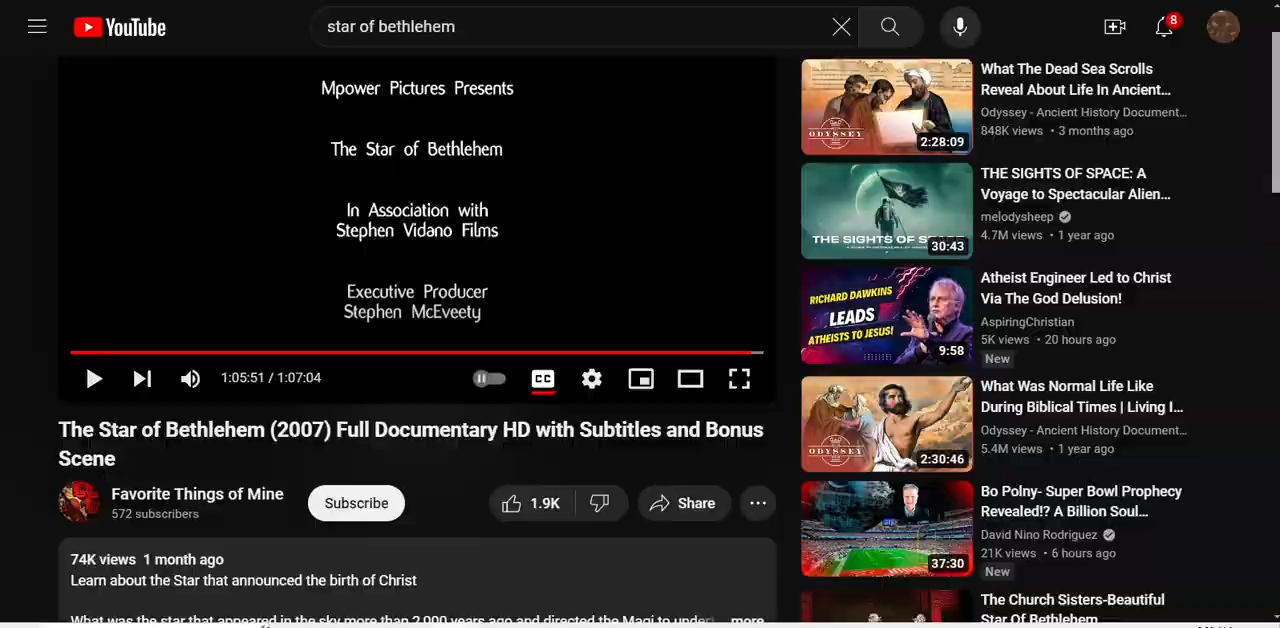 YouTube
star of bethlehem
8
Mpower Pictures Presents
The Star of Bethlehem
In Association with
Stephen Vidano Films
Executive Producer
Stephen McEveety
1:05:51 / 1:07:04
CC
The Star of Bethlehem (2007) Full Documentary HD with Subtitles and Bonus
Scene
Favorite Things of Mine
572 subscribers
Subscribe
1.9K
Share
74K views 1 month ago
Learn about the Star that announced the birth of Christ
What was the star that appeared in the sky more than 2,000 years ago and directed the Magi to
more
ODYSSEY
2:28:09
What The Dead Sea Scrolls
Reveal About Life In Ancient...
Odyssey - Ancient History Document...
848K views • 3 months ago
THE SIGHTS OF
30:43
THE SIGHTS OF SPACE: A
Voyage to Spectacular Alien...
melodysheep
4.7M views • 1 year ago
RICHARD DAWKINS
LEADS
ATHEISTS TO JESUS!
9:58
Atheist Engineer Led to Christ
Via The God Delusion!
AspiringChristian
5K views • 20 hours ago
New
ODYSSEY
2:30:46
What Was Normal Life Like
During Biblical Times | Living I...
Odyssey - Ancient History Document...
5.4M views • 1 year ago
37:30
Bo Polny- Super Bowl Prophecy
Revealed!? A Billion Soul...
David Nino Rodriguez
21K views • 6 hours ago
New
The Church Sisters-Beautiful
Star Of Bethlehem